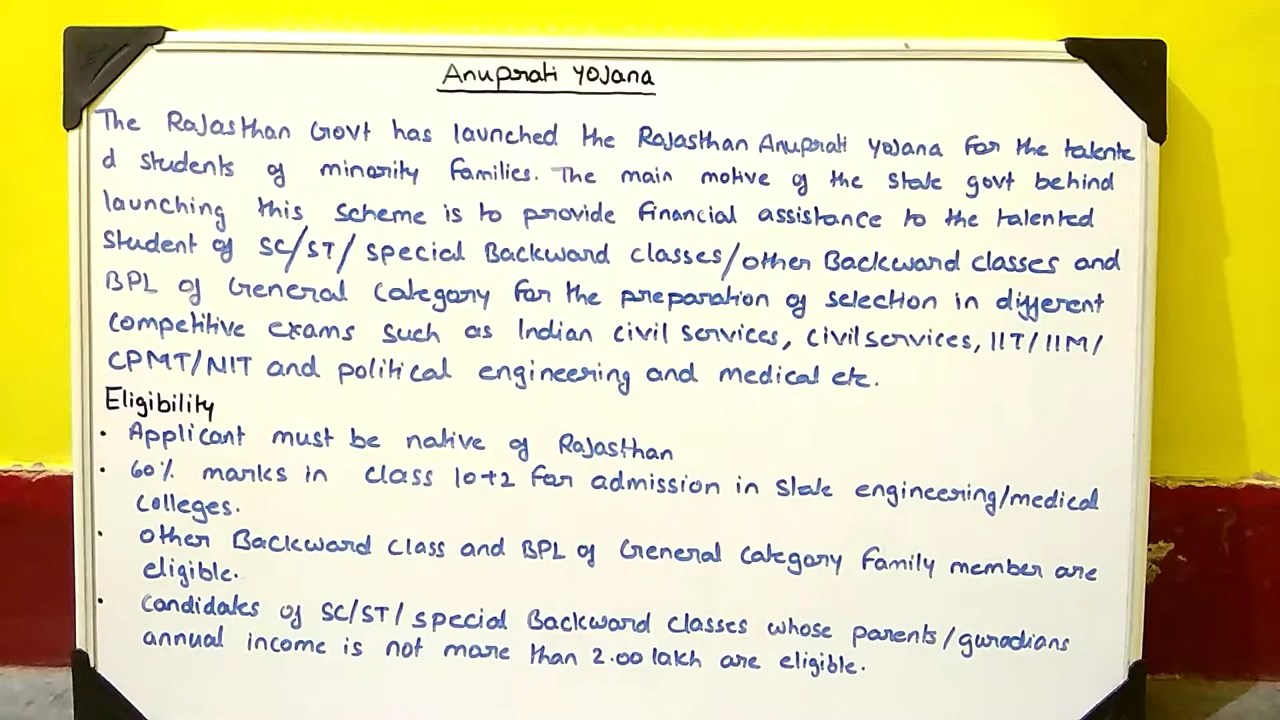 Anuprati Yojana
The Rajasthan Govt has launched the Rajasthan Anuprati Yojana for the talente
d students of minority families. The main motive of the state govt behind
launching this scheme is to provide financial assistance to the talented
student of SC/ST/special Backward classes/other Backward classes and
BPL of General Category for the preparation of selection in different
competitive exams such as Indian civil services, civil services, IIT/IIM/
CPMT/NIT and political engineering and medical etc.
Eligibility
• Applicant must be native of Rajasthan
• 60% marks in class 10+2 for admission in state engineering/medical
colleges.
• other Backward class and BPL of General Category family member are
eligible.
• candidates of SC/ST/special Backward classes whose parents/guradians
annual income is not more than 2.00 lakh are eligible.